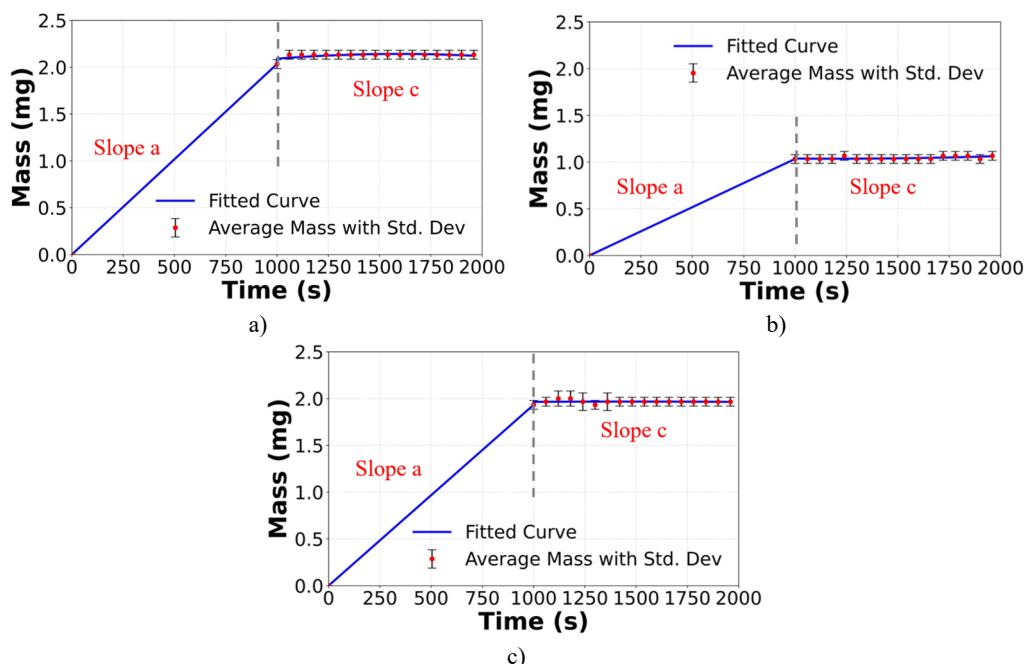 2.5
2.0
1.5
1.0
0.5
0.0
Mass (mg)
Slope a
Slope c
Fitted Curve
Average Mass with Std. Dev
0 250 500 750 1000 1250 1500 1750 2000
Time (s)
a)
2.5
2.0
1.5
1.0
0.5
0.0
Mass (mg)
Fitted Curve
Average Mass with Std. Dev
Slope a
Slope c
0 250 500 750 1000 1250 1500 1750 2000
Time (s)
b)
2.5
2.0
1.5
1.0
0.5
0.0
Mass (mg)
Slope c
Slope a
Fitted Curve
Average Mass with Std. Dev
0 250 500 750 1000 1250 1500 1750 2000
Time (s)
c)